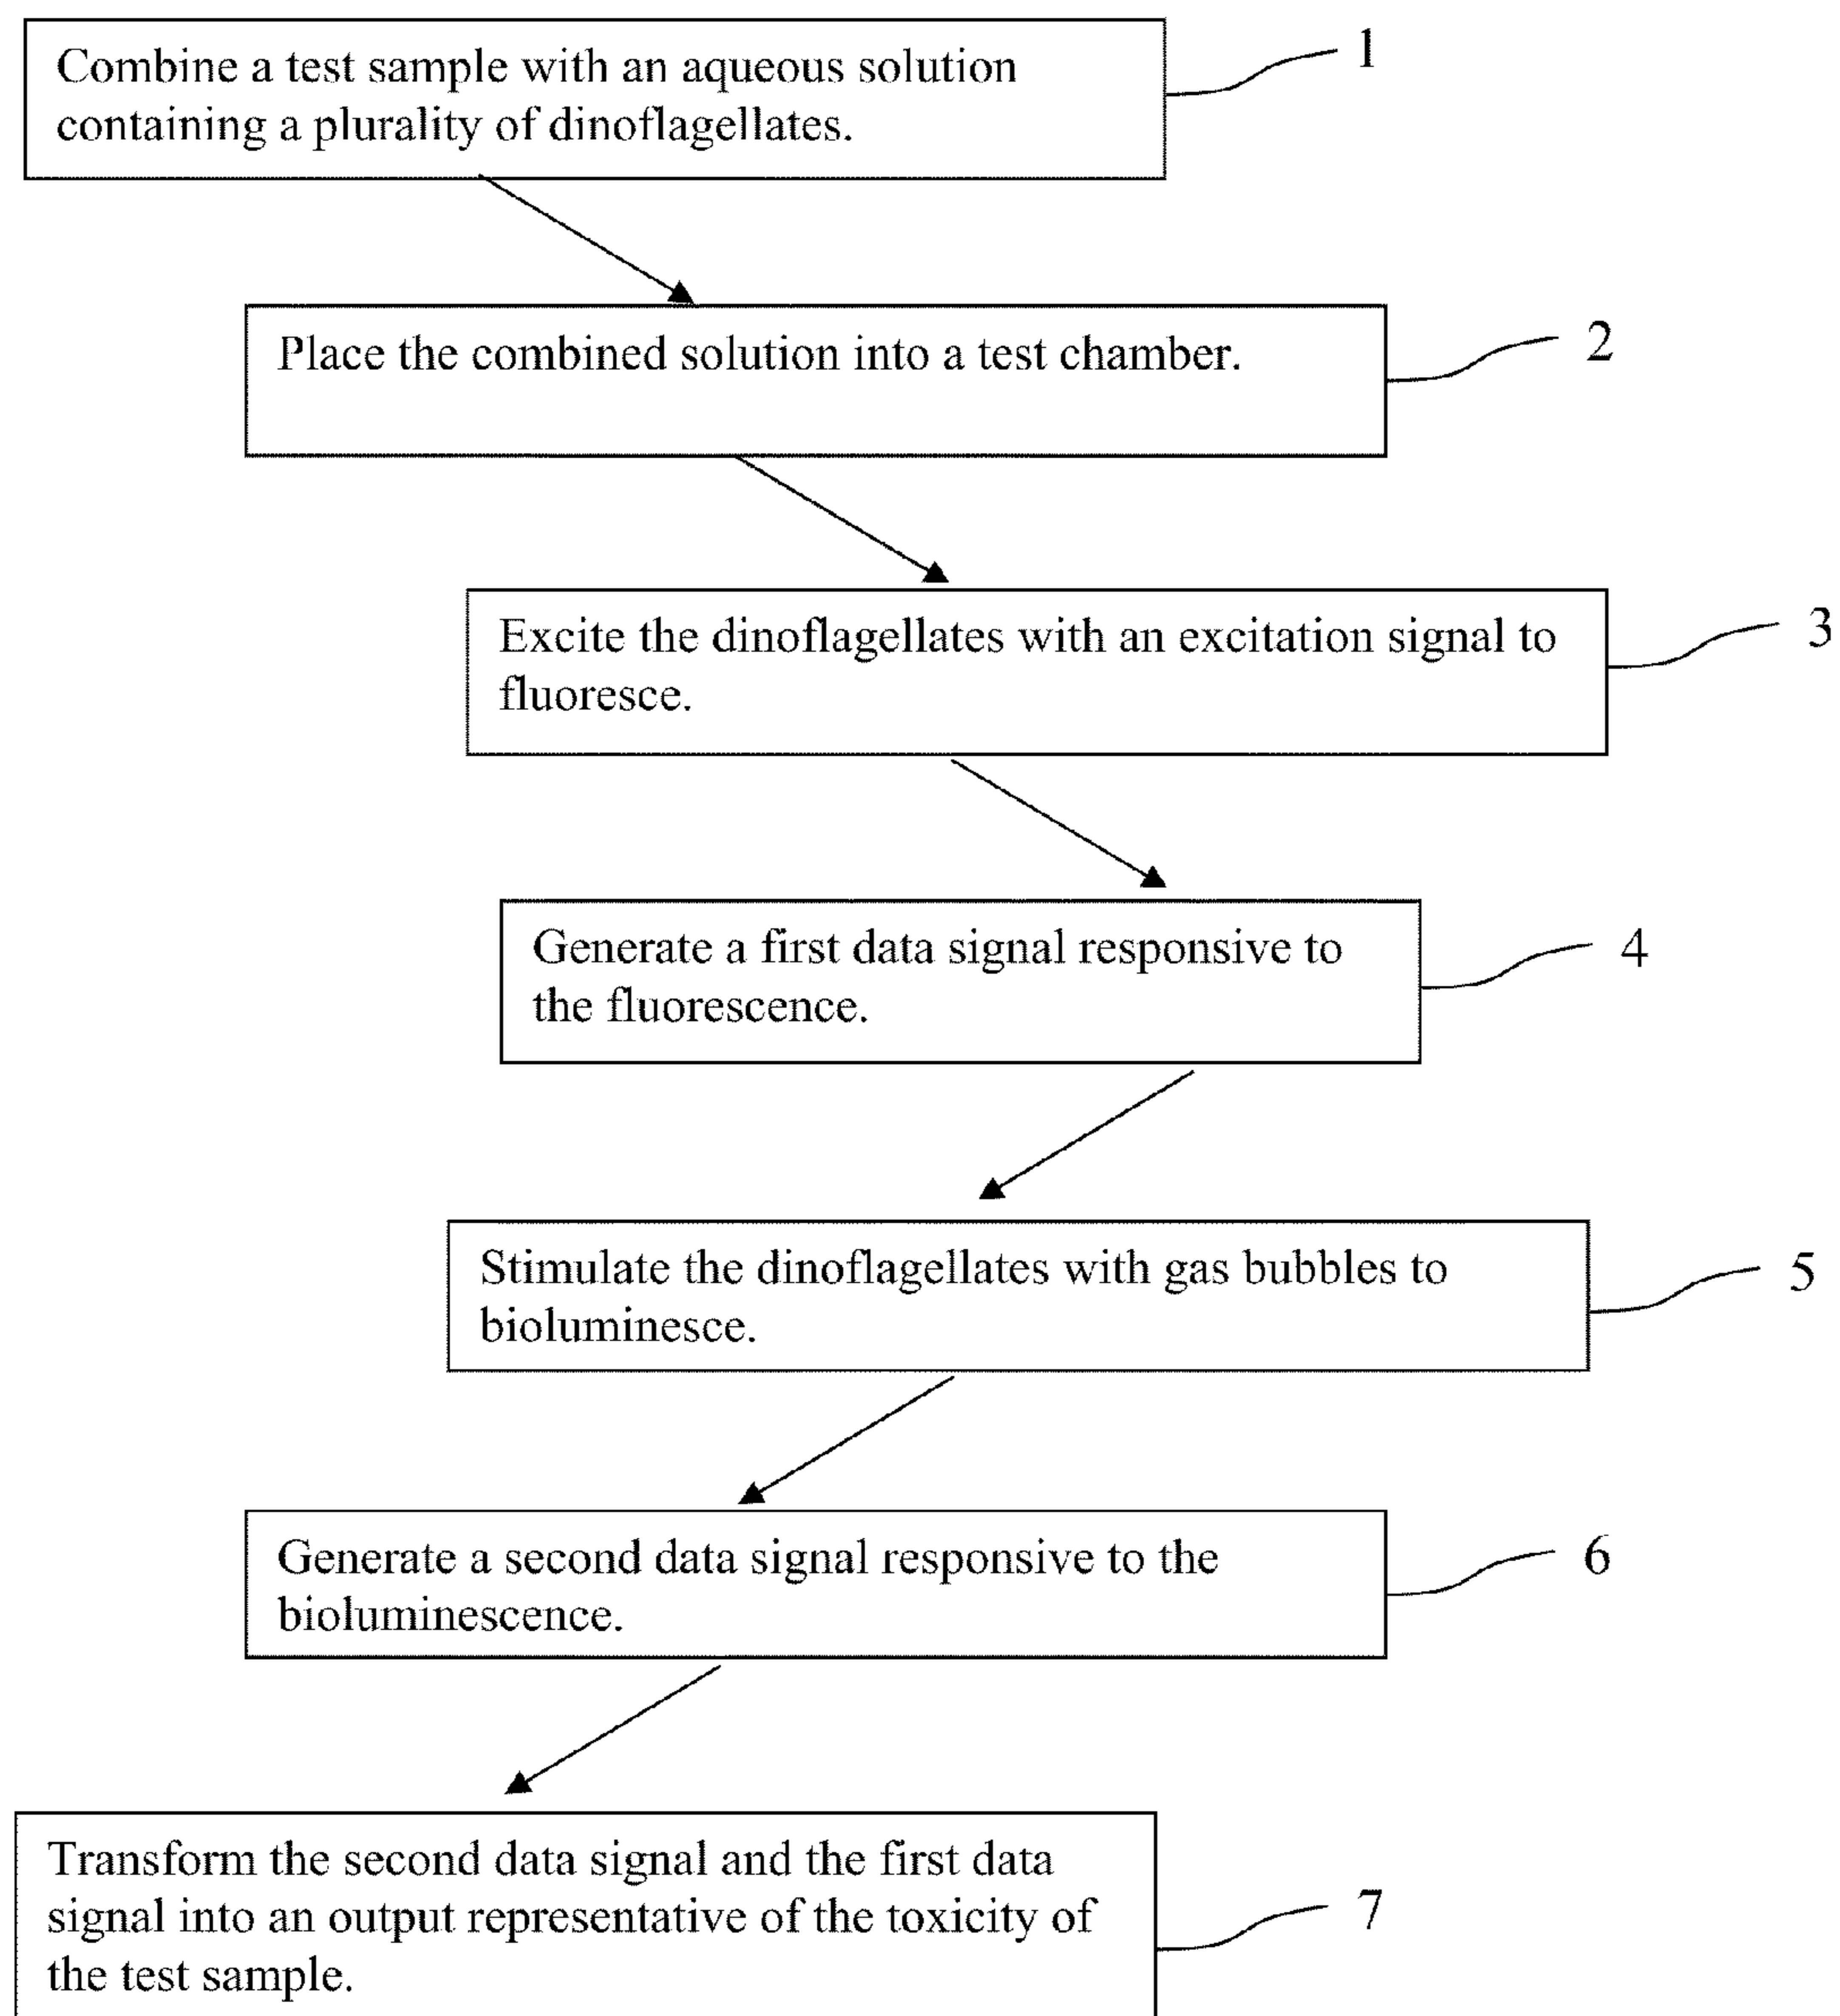 Combine a test sample with an aqueous solution
containing a plurality of dinoflagellates.
1
Place the combined solution into a test chamber.
2
Excite the dinoflagellates with an excitation signal to
fluoresce.
3
Generate a first data signal responsive to
the fluorescence.
4
Stimulate the dinoflagellates with gas bubbles to
bioluminesce.
5
Generate a second data signal responsive to the
bioluminescence.
6
Transform the second data signal and the first data
signal into an output representative of the toxicity of
the test sample.
7